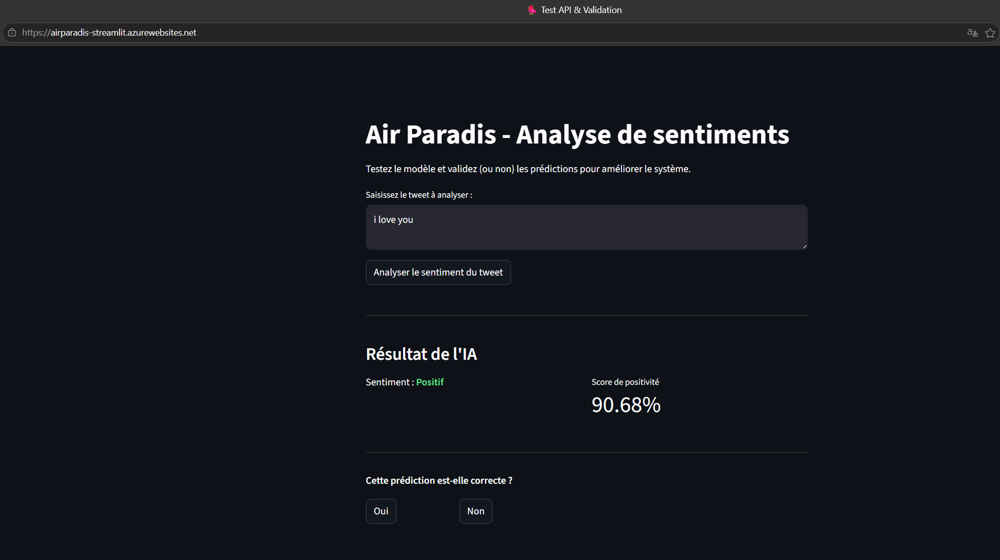 Test API & Validation
https://airparadis-streamlit.azurewebsites.net
Air Paradis - Analyse de sentiments
Testez le modèle et validez (ou non) les prédictions pour améliorer le système.
Saisissez le tweet à analyser :
i love you
Analyser le sentiment du tweet
Résultat de l'IA
Sentiment : Positif
Score de positivité
90.68%
Cette prédiction est-elle correcte ?
Oui
Non